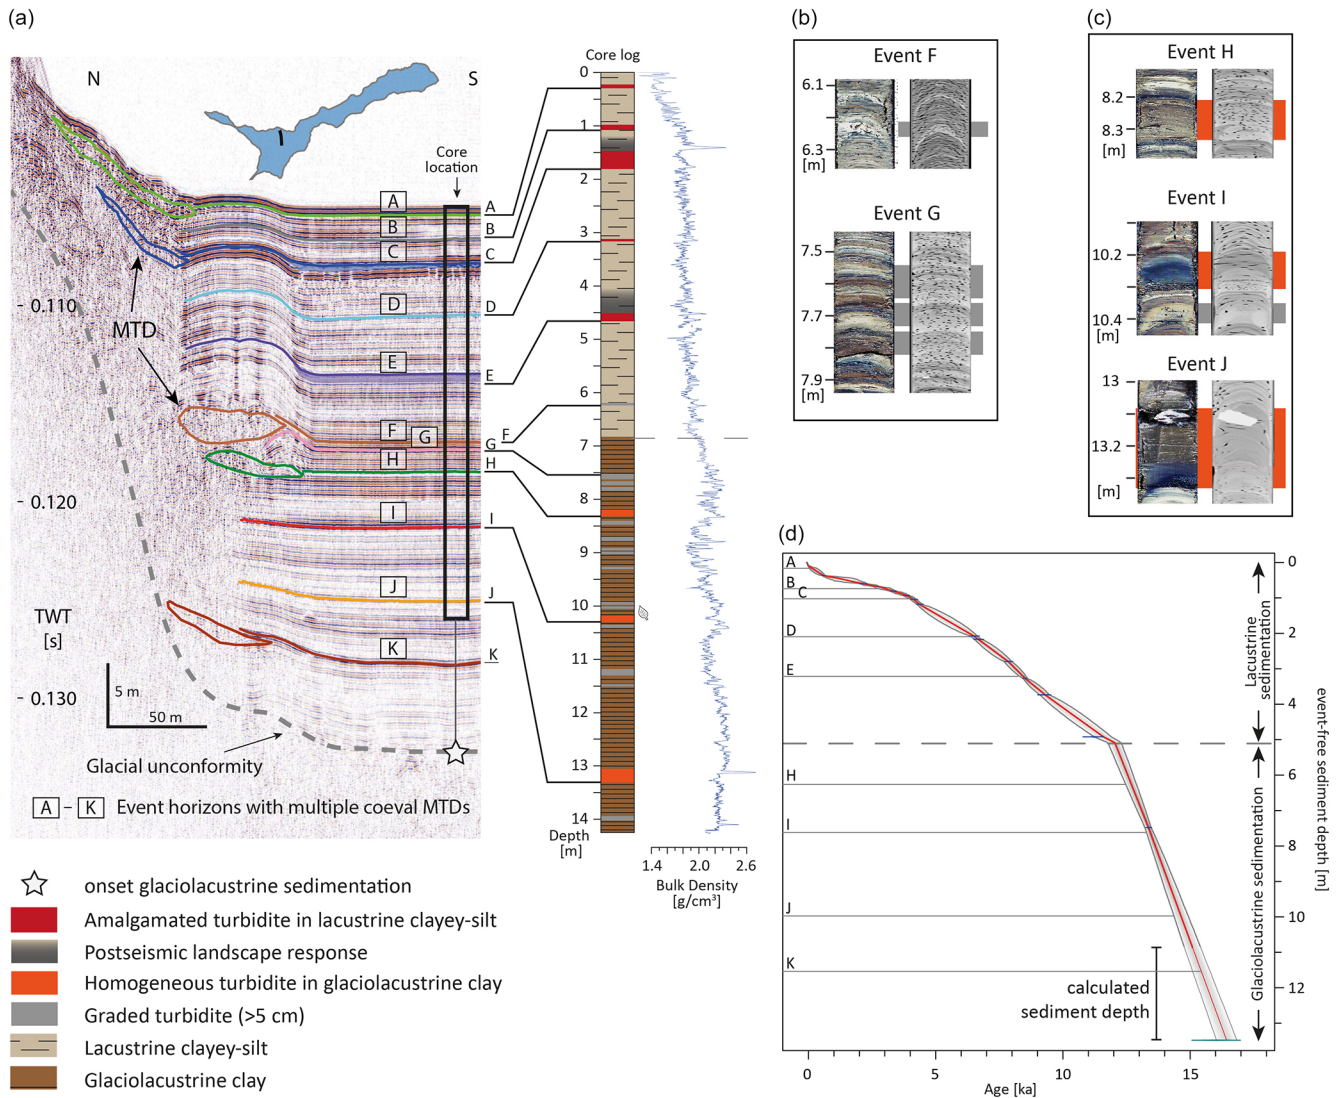 (a)
N
S
Core
location
A
B
C
D
E
F
G
H
I
J
K
A
B
C
D
E
F
G
H
I
J
K
MTD
- 0.110
- 0.120
- 0.130
TWT
[s]
5 m
50 m
Glacial unconformity
A – K Event horizons with multiple coeval MTDs
Core log
0
1
2
3
4
5
6
7
8
9
10
11
12
13
14
Depth
[m]
1.4 2.0 2.6
Bulk Density
[g/cm³]
onset glaciolacustrine sedimentation
Amalgamated turbidite in lacustrine clayey-silt
Postseismic landscape response
Homogeneous turbidite in glaciolacustrine clay
Graded turbidite (>5 cm)
Lacustrine clayey-silt
Glaciolacustrine clay
(b)
Event F
6.1
6.3
[m]
Event G
7.5
7.7
7.9
[m]
(c)
Event H
8.2
8.3
[m]
Event I
10.2
10.4
[m]
Event J
13
13.2
[m]
(d)
A
B
C
D
E
H
I
J
K
calculated
sediment depth
0
5
10
15
Age [ka]
0
2
4
6
8
10
12
Lacustrine
sedimentation
Glaciolacustrine sedimentation
event-free sediment depth [m]